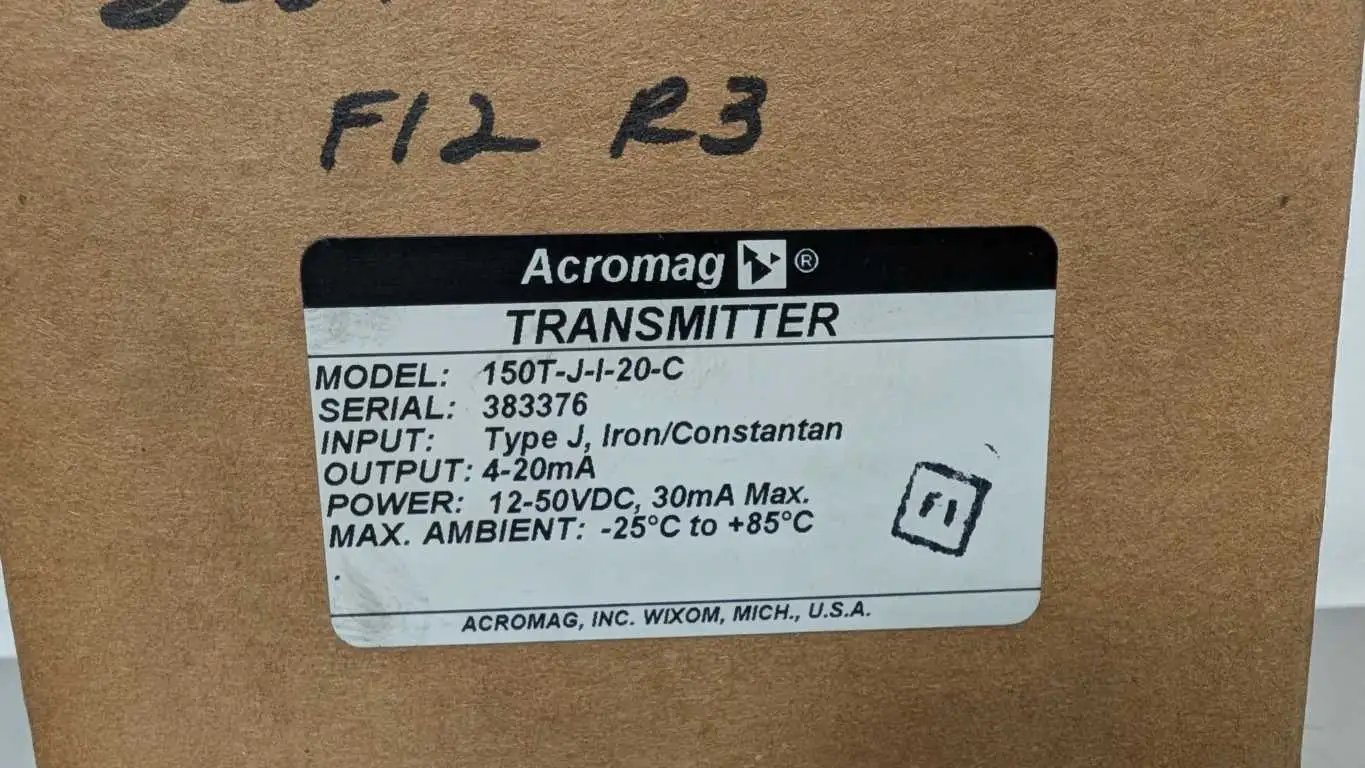 F12 R3
Acromag ®
TRANSMITTER
MODEL: 150T-J-I-20-C
SERIAL: 383376
INPUT: Type J, Iron/Constantan
OUTPUT: 4-20mA
POWER: 12-50VDC, 30mA Max.
MAX. AMBIENT: -25°C to +85°C
F1
ACROMAG, INC. WIXOM, MICH., U.S.A.